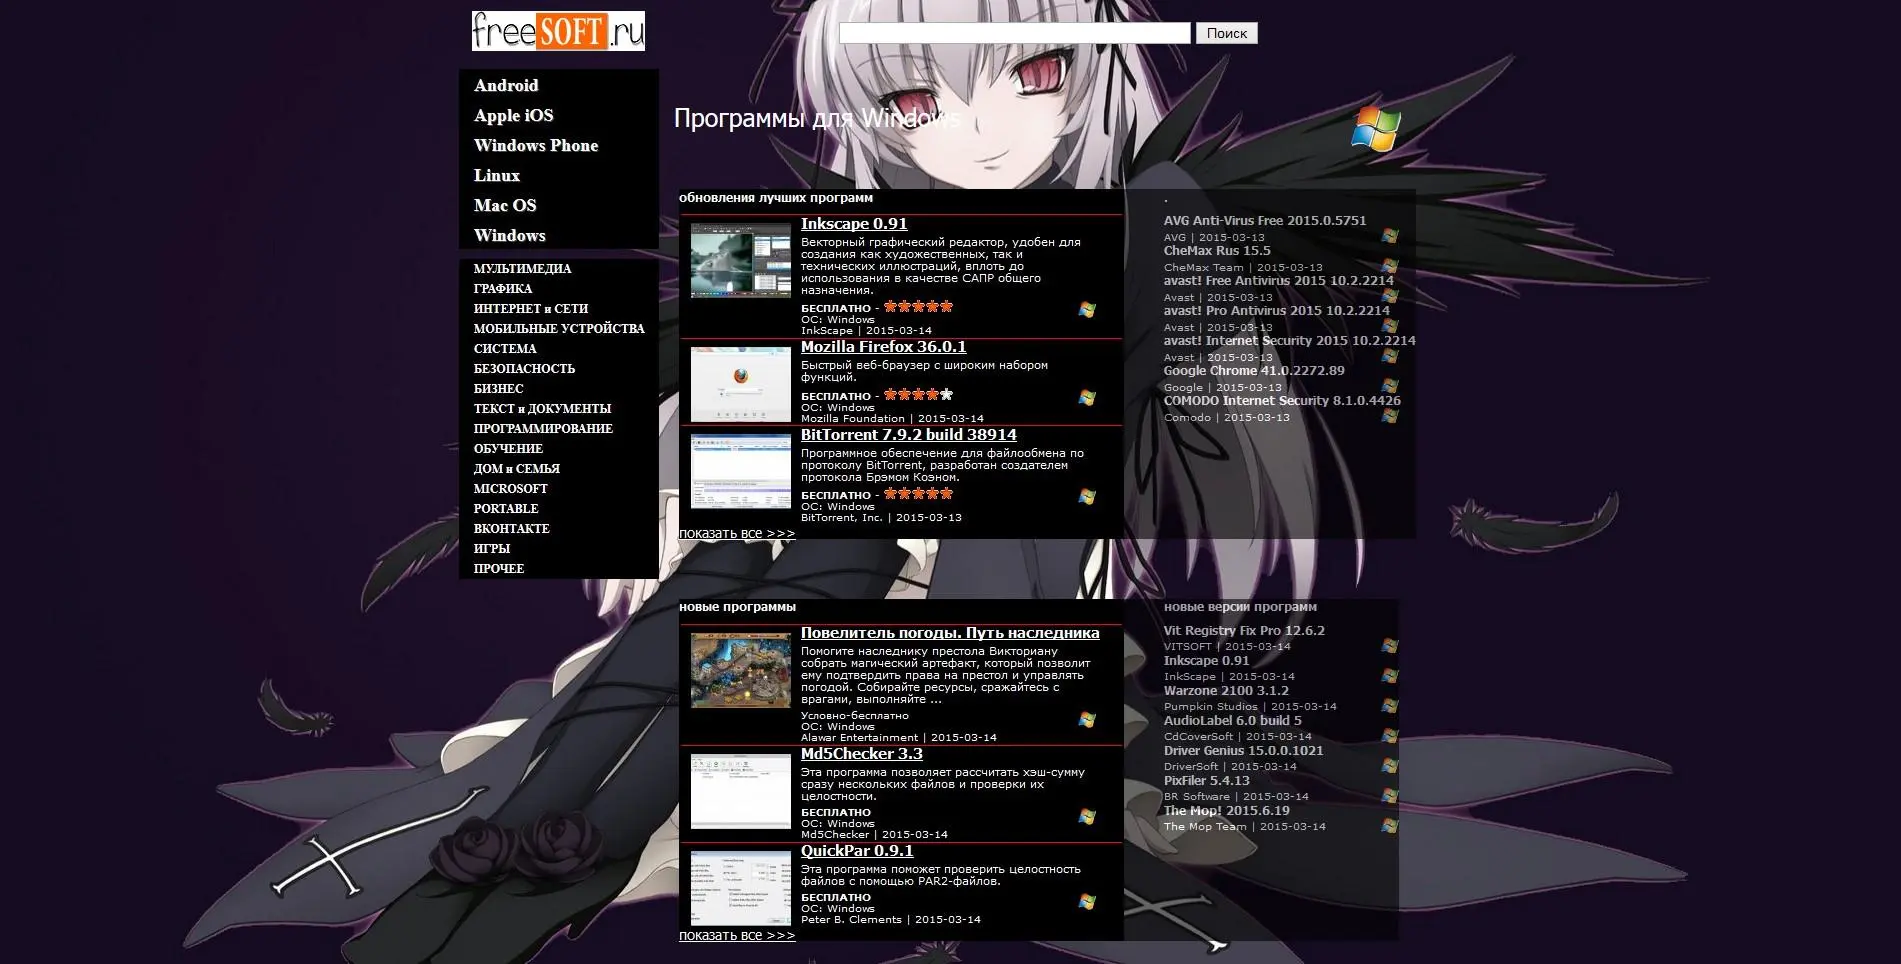 freeSOFT.ru
Поиск
Android
Apple iOS
Windows Phone
Linux
Mac OS
Windows
МУЛЬТИМЕДИА
ГРАФИКА
ИНТЕРНЕТ и СЕТИ
МОБИЛЬНЫЕ УСТРОЙСТВА
СИСТЕМА
БЕЗОПАСНОСТЬ
БИЗНЕС
ТЕКСТ и ДОКУМЕНТЫ
ПРОГРАММИРОВАНИЕ
ОБУЧЕНИЕ
ДОМ и СЕМЬЯ
MICROSOFT
PORTABLE
ВКОНТАКТЕ
ИГРЫ
ПРОЧЕЕ
Программы для Windows
обновления лучших программ
Inkscape 0.91
Векторный графический редактор, удобен для
создания как художественных, так и
технических иллюстраций, вплоть до
использования в качестве САПР общего
назначения.
БЕСПЛАТНО -
ОС: Windows
InkScape | 2015-03-14
Mozilla Firefox 36.0.1
Быстрый веб-браузер с широким набором
функций.
БЕСПЛАТНО -
ОС: Windows
Mozilla Foundation | 2015-03-14
BitTorrent 7.9.2 build 38914
Программное обеспечение для файлообмена по
протоколу BitTorrent, разработан создателем
протокола Брэмом Коэном.
БЕСПЛАТНО -
ОС: Windows
BitTorrent, Inc. | 2015-03-13
показать все >>>
.
AVG Anti-Virus Free 2015.0.5751
AVG | 2015-03-13
CheMax Rus 15.5
CheMax Team | 2015-03-13
avast! Free Antivirus 2015 10.2.2214
Avast | 2015-03-13
avast! Pro Antivirus 2015 10.2.2214
Avast | 2015-03-13
avast! Internet Security 2015 10.2.2214
Avast | 2015-03-13
Google Chrome 41.0.2272.89
Google | 2015-03-13
COMODO Internet Security 8.1.0.4426
Comodo | 2015-03-13
новые программы
Повелитель погоды. Путь наследника
Помогите наследнику престола Викториану
собрать магический артефакт, который позволит
ему подтвердить права на престол и управлять
погодой. Собирайте ресурсы, сражайтесь с
врагами, выполняйте ...
Условно-бесплатно
ОС: Windows
Alawar Entertainment | 2015-03-14
Md5Checker 3.3
Эта программа позволяет рассчитать хэш-сумму
сразу нескольких файлов и проверки их
целостности.
БЕСПЛАТНО
ОС: Windows
Md5Checker | 2015-03-14
QuickPar 0.9.1
Эта программа поможет проверить целостность
файлов с помощью PAR2-файлов.
БЕСПЛАТНО
ОС: Windows
Peter B. Clements | 2015-03-14
показать все >>>
новые версии программ
Vit Registry Fix Pro 12.6.2
VITSOFT | 2015-03-14
Inkscape 0.91
InkScape | 2015-03-14
Warzone 2100 3.1.2
Pumpkin Studios | 2015-03-14
AudioLabel 6.0 build 5
CdCoverSoft | 2015-03-14
Driver Genius 15.0.0.1021
DriverSoft | 2015-03-14
PixFiler 5.4.13
BR Software | 2015-03-14
The Mop! 2015.6.19
The Mop Team | 2015-03-14